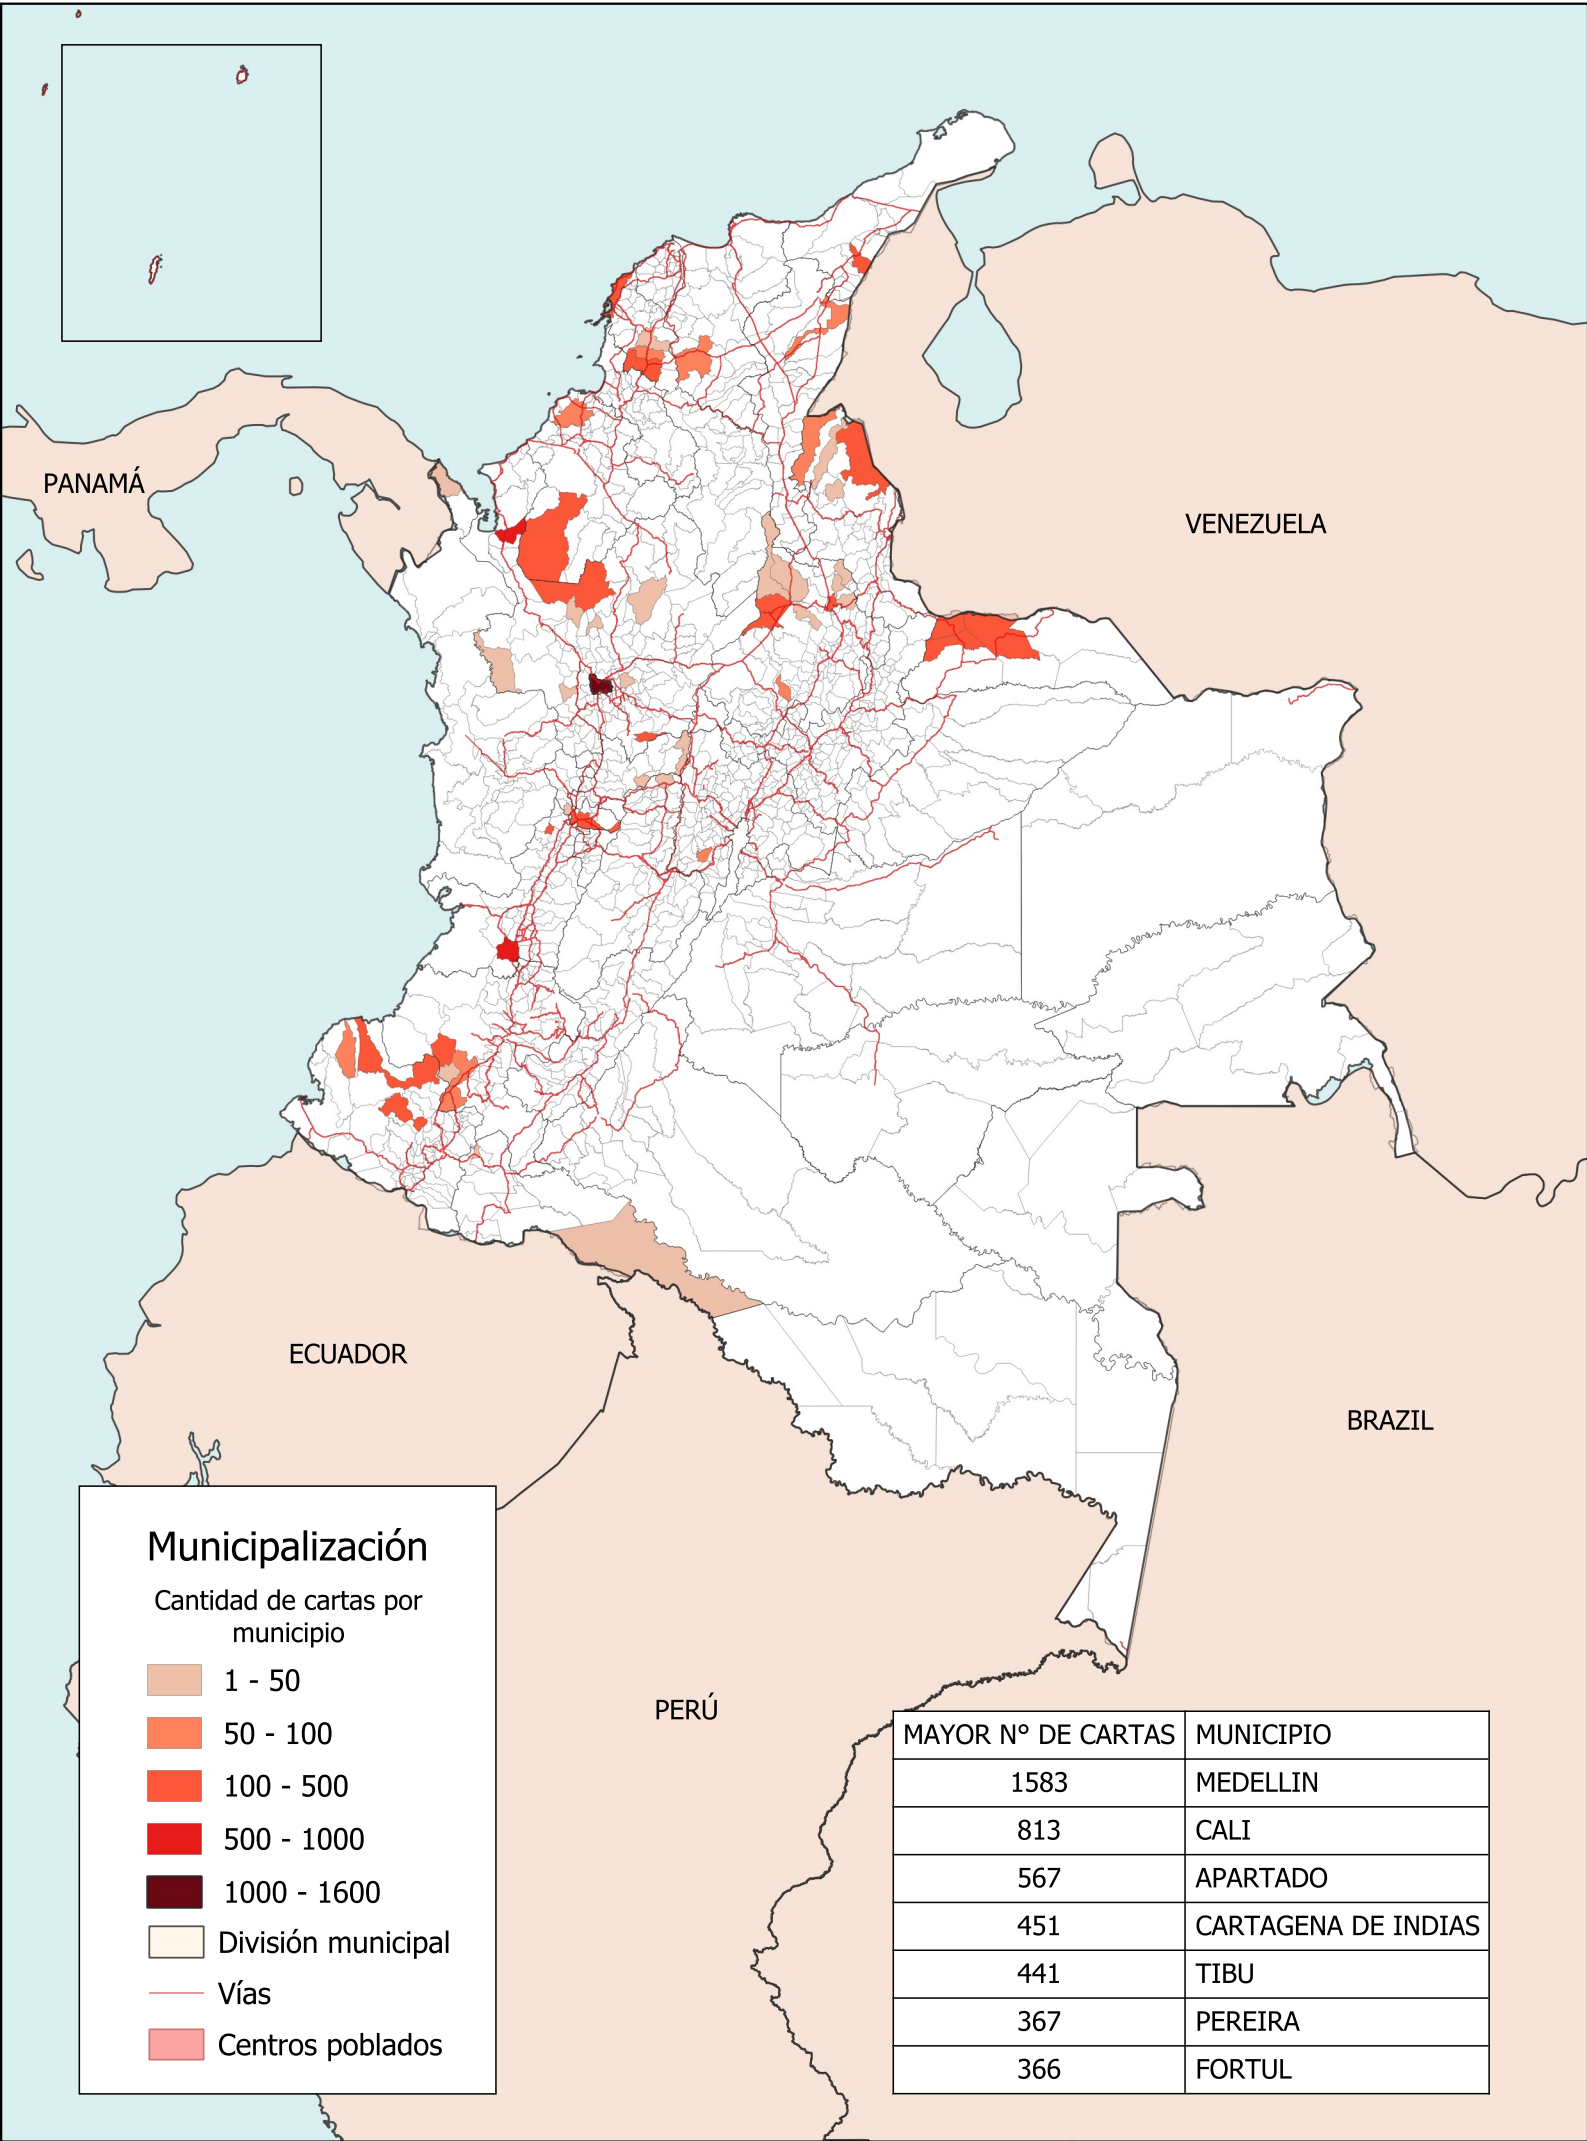 PANAMÁ
VENEZUELA
ECUADOR
BRAZIL
PERÚ
Municipalización
Cantidad de cartas por
municipio
1 - 50
50 - 100
100 - 500
500 - 1000
1000 - 1600
División municipal
Vías
Centros poblados
MAYOR N° DE CARTAS MUNICIPIO
1583 MEDELLIN
813 CALI
567 APARTADO
451 CARTAGENA DE INDIAS
441 TIBU
367 PEREIRA
366 FORTUL